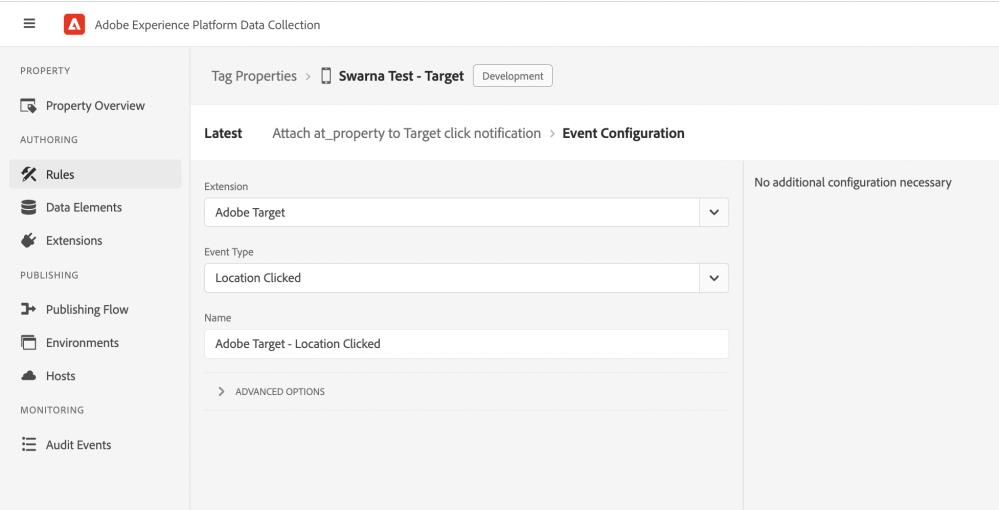 Adobe Experience Platform Data Collection
PROPERTY
Property Overview
AUTHORING
Rules
Data Elements
Extensions
PUBLISHING
Publishing Flow
Environments
Hosts
MONITORING
Audit Events
Tag Properties > Swarna Test - Target Development
Latest Attach at_property to Target click notification > Event Configuration
Extension
Adobe Target
Event Type
Location Clicked
Name
Adobe Target - Location Clicked
ADVANCED OPTIONS
No additional configuration necessary